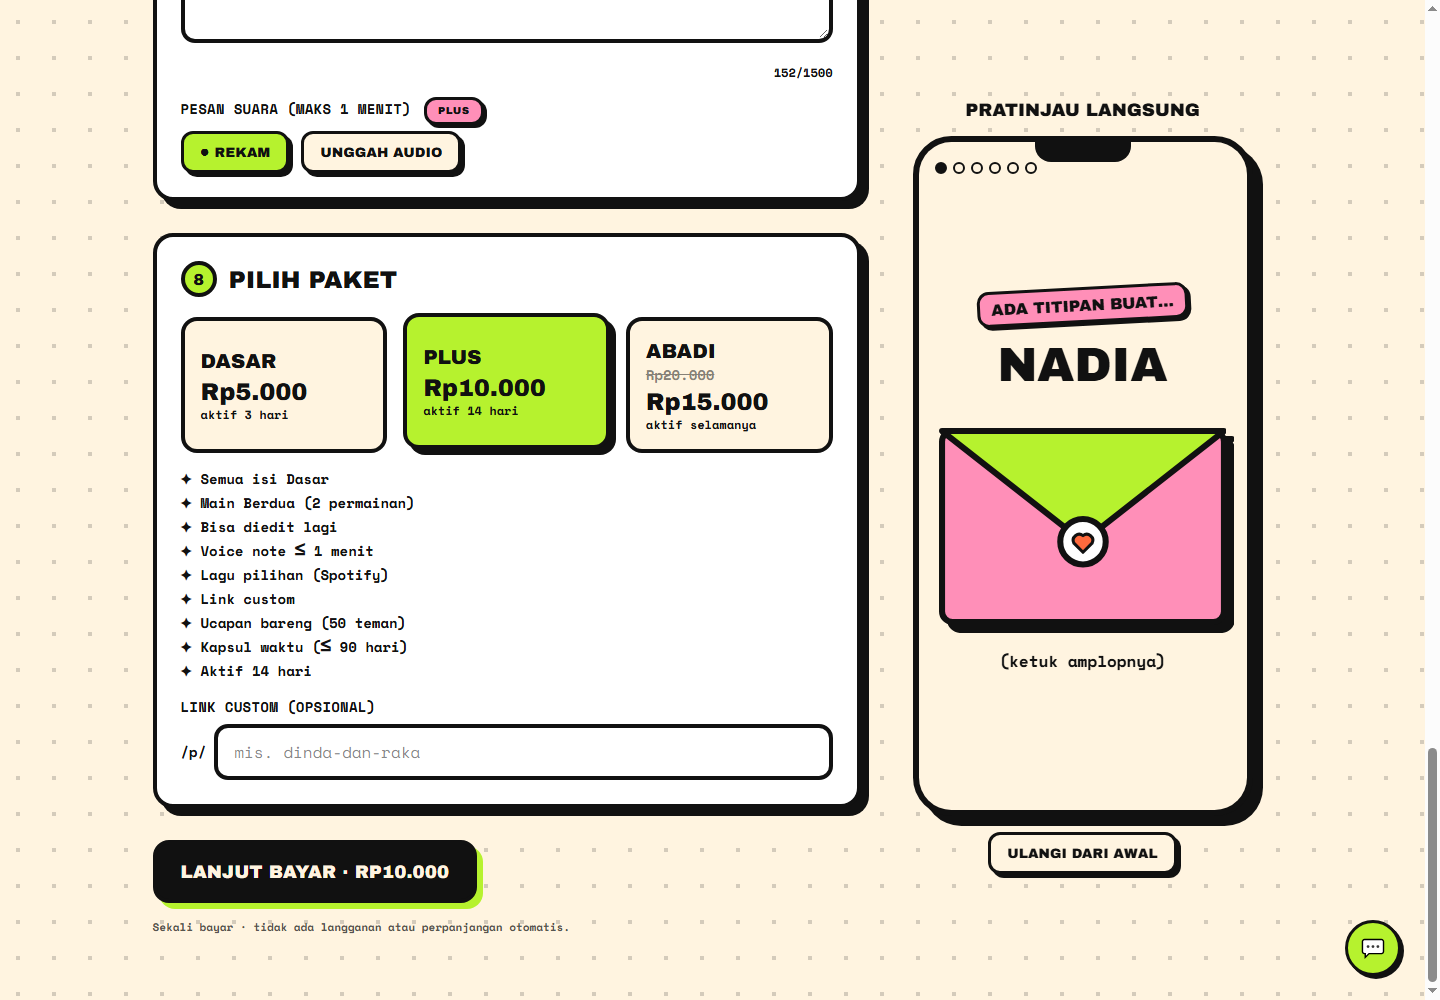 152/1500
PESAN SUARA (MAKS 1 MENIT) PLUS
● REKAM
UNGGAH AUDIO
8 PILIH PAKET
DASAR
Rp5.000
aktif 3 hari
PLUS
Rp10.000
aktif 14 hari
ABADI
Rp20.000
Rp15.000
aktif selamanya
✦ Semua isi Dasar
✦ Main Berdua (2 permainan)
✦ Bisa diedit lagi
✦ Voice note ≤ 1 menit
✦ Lagu pilihan (Spotify)
✦ Link custom
✦ Ucapan bareng (50 teman)
✦ Kapsul waktu (≤ 90 hari)
✦ Aktif 14 hari
LINK CUSTOM (OPSIONAL)
/p/ mis. dinda-dan-raka
LANJUT BAYAR · RP10.000
Sekali bayar · tidak ada langganan atau perpanjangan otomatis.
PRATINJAU LANGSUNG
ADA TITIPAN BUAT...
NADIA
(ketuk amplopnya)
ULANGI DARI AWAL